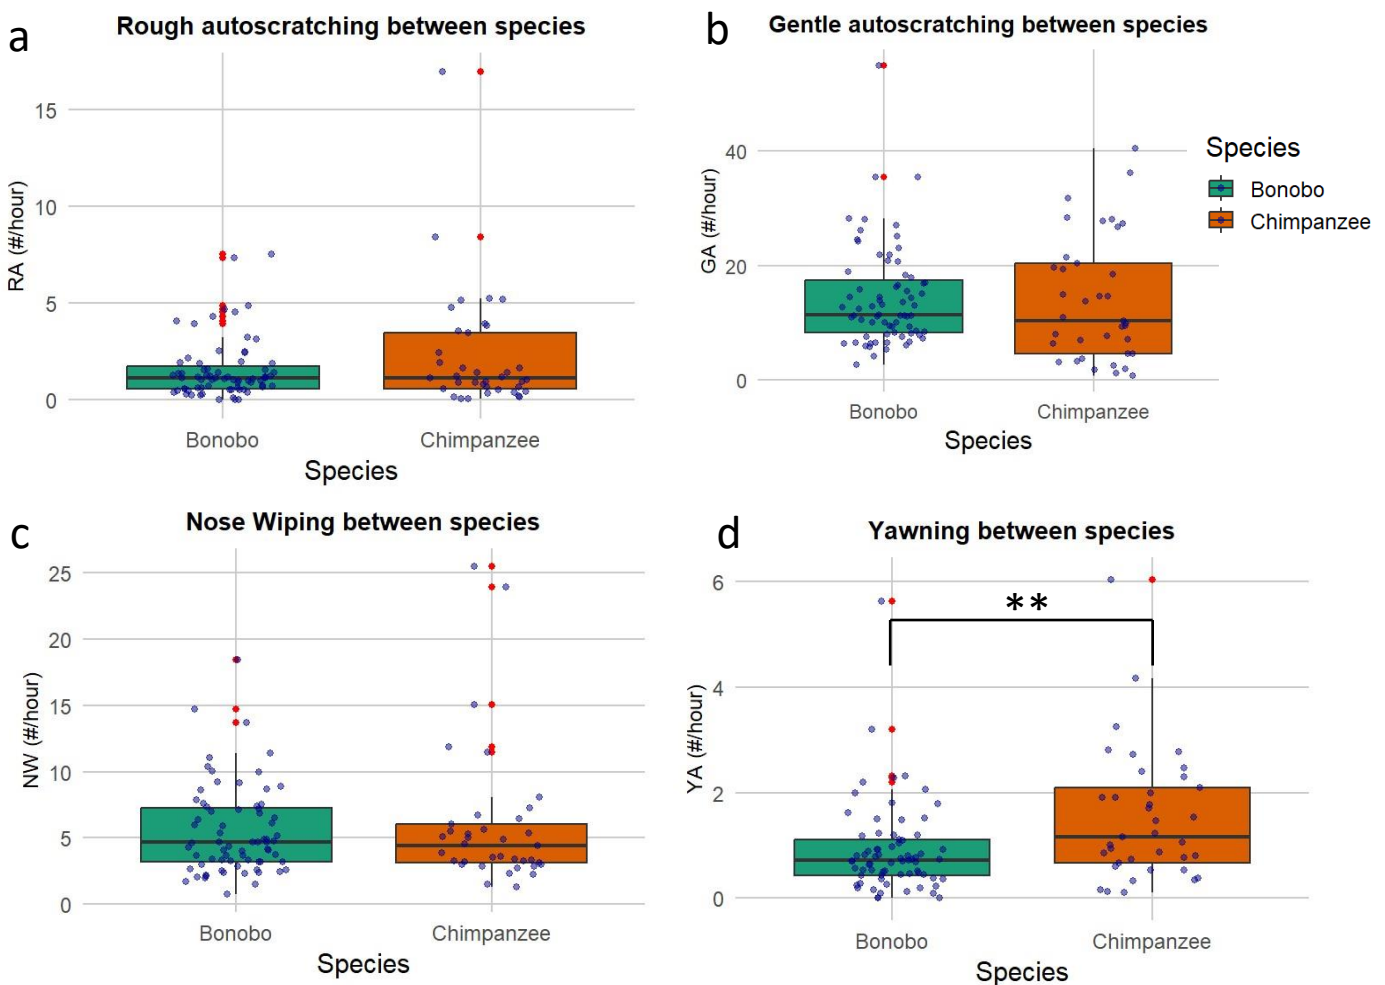 a
Rough autoscratching between species
RA (#/hour)
15
10
5
0
Bonobo
Chimpanzee
Species
b
Gentle autoscratching between species
GA (#/hour)
40
20
0
Bonobo
Chimpanzee
Species
Species
Bonobo
Chimpanzee
c
Nose Wiping between species
NW (#/hour)
25
20
15
10
5
0
Bonobo
Chimpanzee
Species
d
Yawning between species
YA (#/hour)
6
4
2
0
**
Bonobo
Chimpanzee
Species